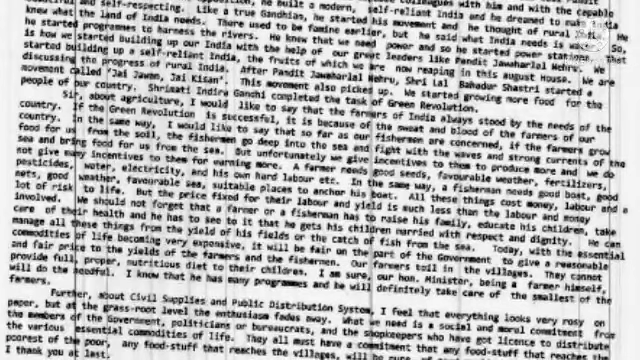 colleagues with him and with the capable
and self-respecting. Like a true Gandhian, he started his movement and he thought of rural India. He
knew what the land of India needs. There used to be famine earlier, but he said what India needs is water. So,
he started programmes to harness the rivers. He knew that we need power and so he started power stations. That
is how we started building up our India with the help of our great leaders like Pandit Jawaharlal Nehru. We
started building up a self-reliant India, the fruits of which we are now reaping in this august House. We are
discussing the progress of rural India. After Pandit Jawaharlal Nehru, Shri Lal Bahadur Shastri started a
movement called 'Jai Jawan, Jai Kisan'. This movement also picked up. We started growing more food for the
people of our country. Shrimati Indira Gandhi completed the task of Green Revolution.
Sir, about agriculture, I would like to say that the farmers of India always stood by the needs of the
country. If the Green Revolution is successful, it is because of the sweat and blood of the farmers of our
country. In the same way, I would like to say that so far as our fishermen are concerned, if the farmers grow
food for us from the soil, the fishermen go deep into the sea and fight with the waves and strong currents of the
sea and bring food for us from the sea. But unfortunately we give incentives to them to produce more and we do
not give many incentives to them for earning more. A farmer needs good seeds, favourable weather, fertilizers,
pesticides, water, electricity, and his own hard labour etc. In the same way, a fisherman needs good boat, good
nets, good weather, favourable sea, suitable places to anchor his boat. All these things cost money, labour and a
lot of risk to life. But the price fixed for their labour and yield is much less than the labour and money
involved. We should not forget that a farmer or a fisherman has to raise his family, educate his children, take
care of their health and he has to see to it that he gets his children married with respect and dignity. He can
manage all these things from the yield of his fields or the catch of fish from the sea. Today, with the essential
commodities of life becoming very expensive, it will be fair on the part of the Government to give a reasonable
and fair price to the yields of the farmers and the fishermen. Our farmers toil in the villages. They cannot
provide full, proper, nutritious diet to their children. I am sure, our hon. Minister, being a farmer himself,
will do the needful. I know that he has many programmes and he will definitely take care of the smallest of the
farmers.
Further, about Civil Supplies and Public Distribution System, I feel that everything looks very rosy on
paper, but at the grass-root level the enthusiasm fades away. What we need is a social and moral commitment from
the members of the Government, politicians or bureaucrats, and the shopkeepers who have got licence to distribute
the various essential commodities of life. They all must have a commitment that any food-stuff that reaches the
poorest of the poor, any food-stuff that reaches the villages, will be
I thank you at last.